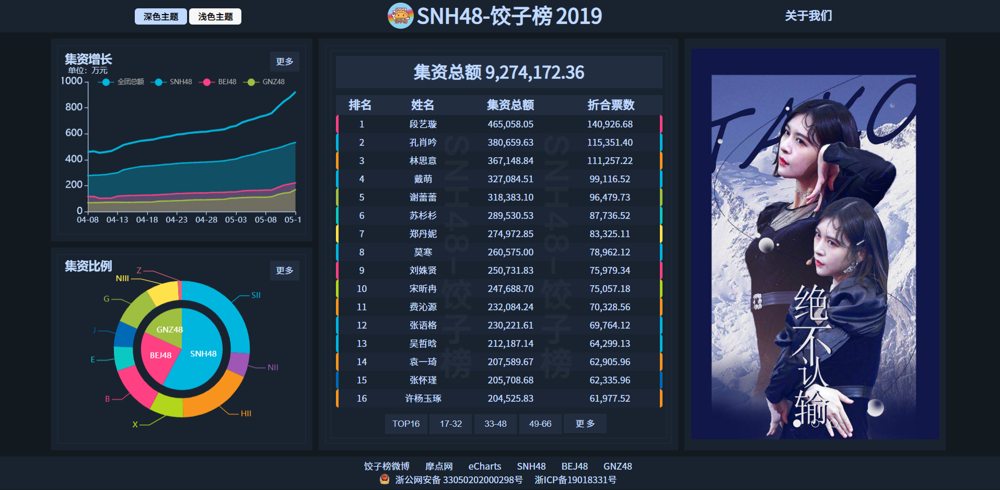 深色主题 浅色主题
SNH48-饺子榜 2019
关于我们
集资增长
单位: 万元
更多
全团总额 SNH48 BEJ48 GNZ48
1000
800
600
400
200
0
04-08 04-13 04-18 04-23 04-28 05-03 05-08 05-1
集资比例
更多
Z
NIII
SII
G
J
E
B
X
HII
NII
GNZ48
BEJ48
SNH48
集资总额 9,274,172.36
排名 姓名 集资总额 折合票数
1 段艺璇 465,058.05 140,926.68
2 孔肖吟 380,659.63 115,351.40
3 林思意 367,148.84 111,257.22
4 戴萌 327,084.51 99,116.52
5 谢蕾蕾 318,383.10 96,479.73
6 苏杉杉 289,530.53 87,736.52
7 郑丹妮 274,972.85 83,325.11
8 莫寒 260,575.00 78,962.12
9 刘姝贤 250,731.83 75,979.34
10 宋昕冉 247,688.70 75,057.18
11 费沁源 232,084.24 70,328.56
12 张语格 230,221.61 69,764.12
13 吴哲晗 212,187.14 64,299.13
14 袁一琦 207,589.67 62,905.96
15 张怀瑾 205,708.68 62,335.96
16 许杨玉琢 204,525.83 61,977.52
SNH48-饺子榜
SNH48-饺子榜
TOP16 17-32 33-48 49-66 更 多
绝不认输
饺子榜微博 摩点网 eCharts SNH48 BEJ48 GNZ48
浙公网安备 33050202000298号 浙ICP备19018331号